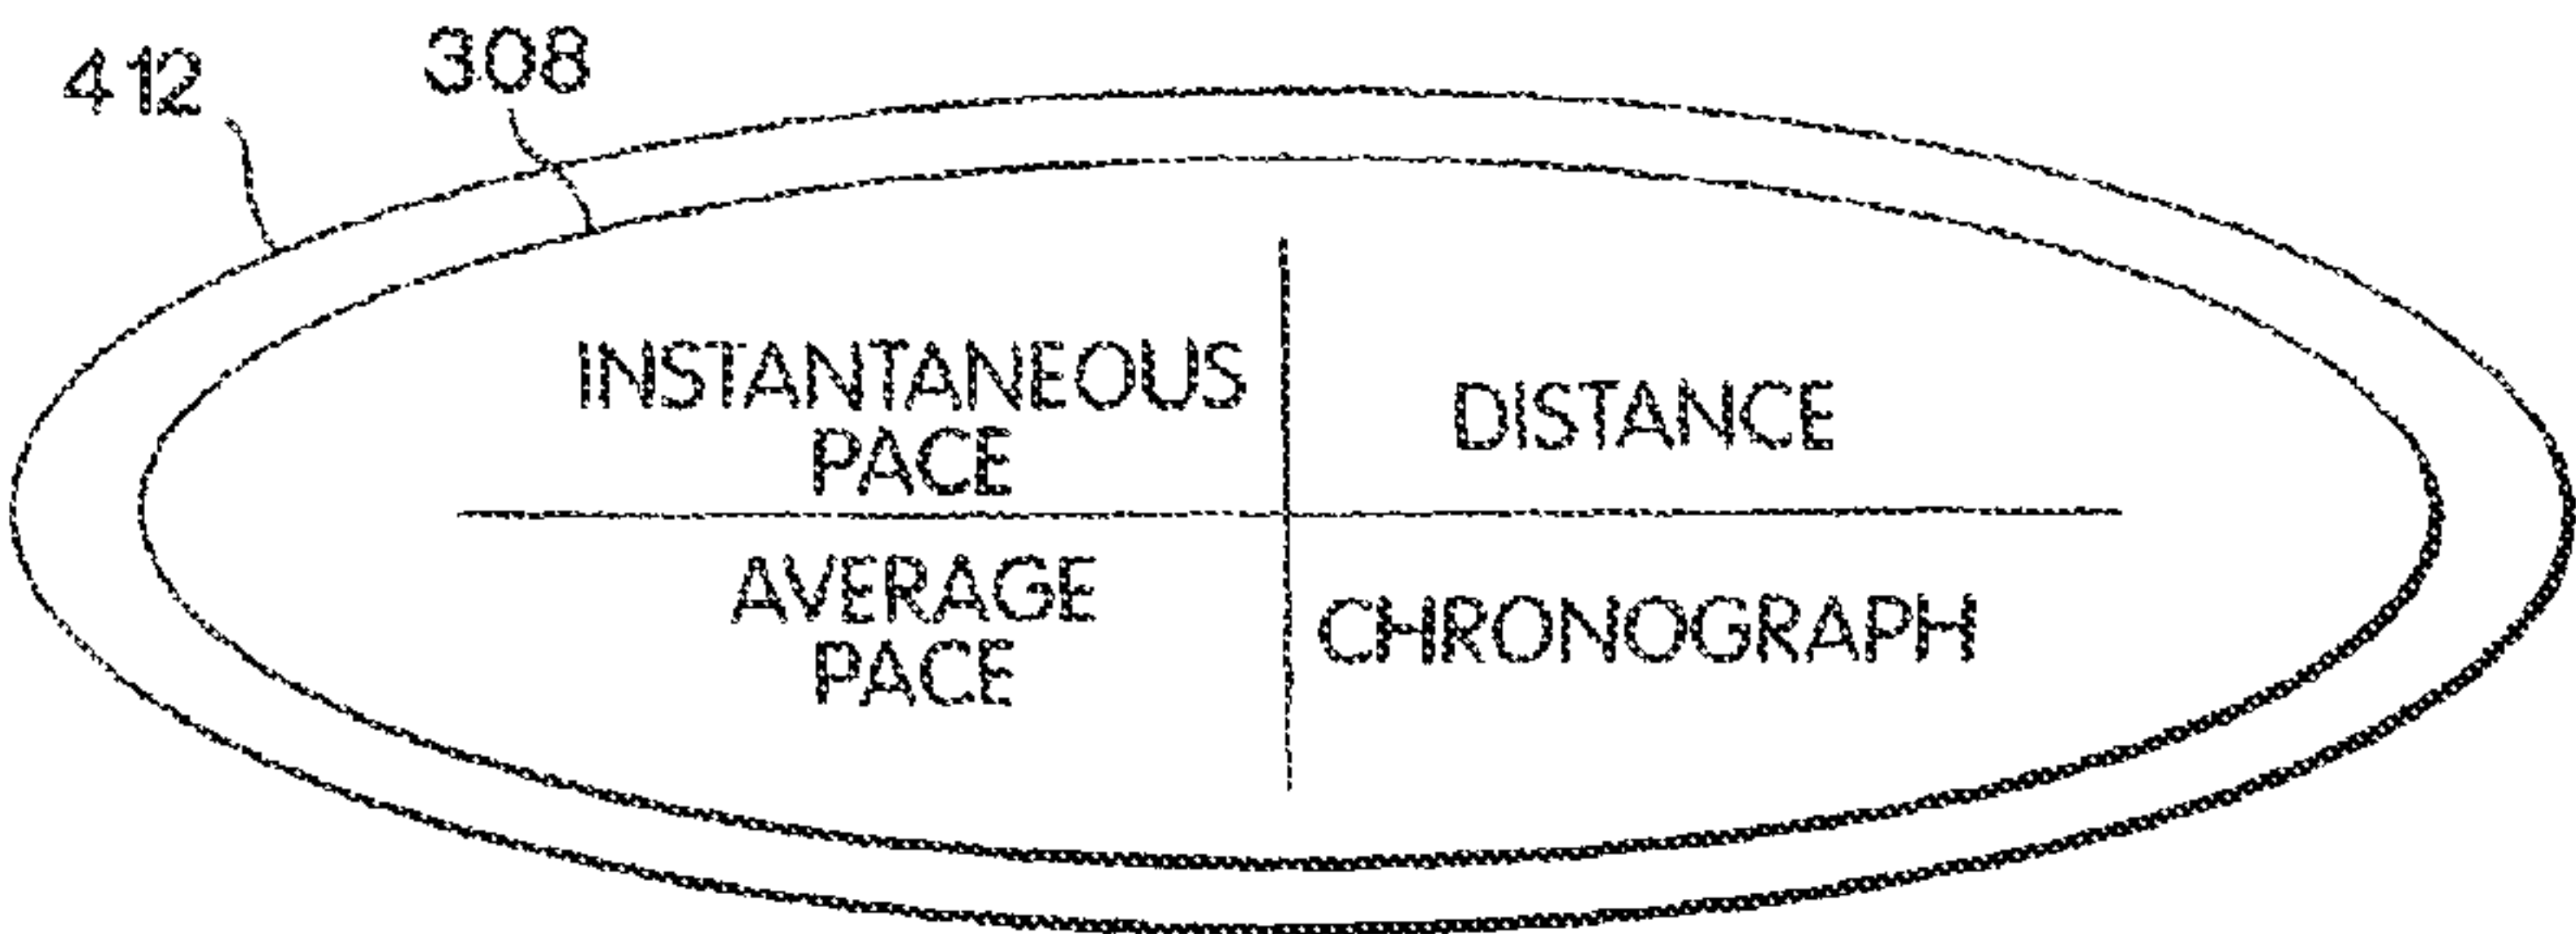 412
308
INSTANTANEOUS
PACE
DISTANCE
AVERAGE
PACE
CHRONOGRAPH